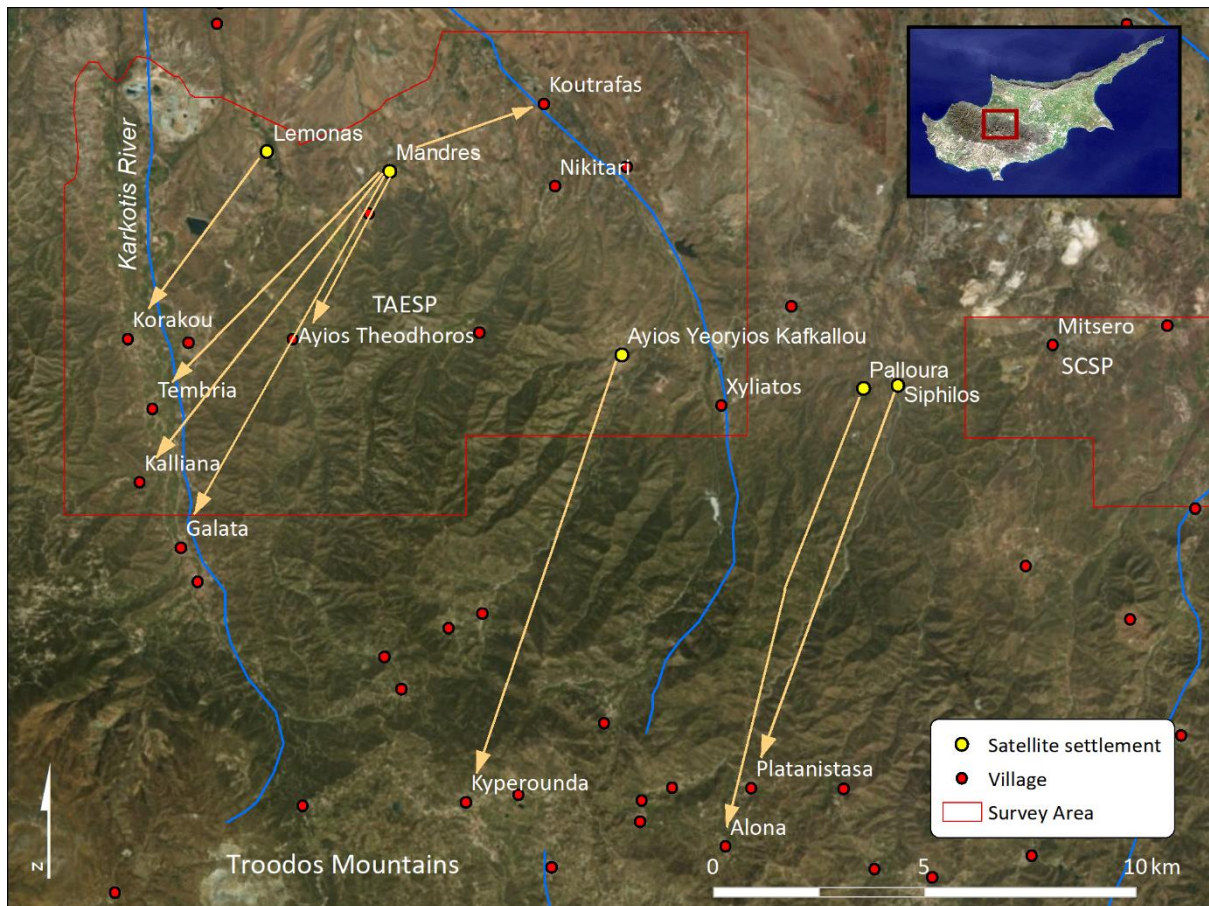 Koutrafas
Lemonas
Mandres
Nikitari
Karkotis River
TAESP
Korakou
Ayios Theodhoros
Ayios Yeoryios Kafkallou
Mitsero
SCSP
Palloura
Siphilos
Tembria
Xyliatos
Kalliana
Galata
Kyperounda
Platanistasa
Alona
Troodos Mountains
Satellite settlement
Village
Survey Area
0 5 10 km
N